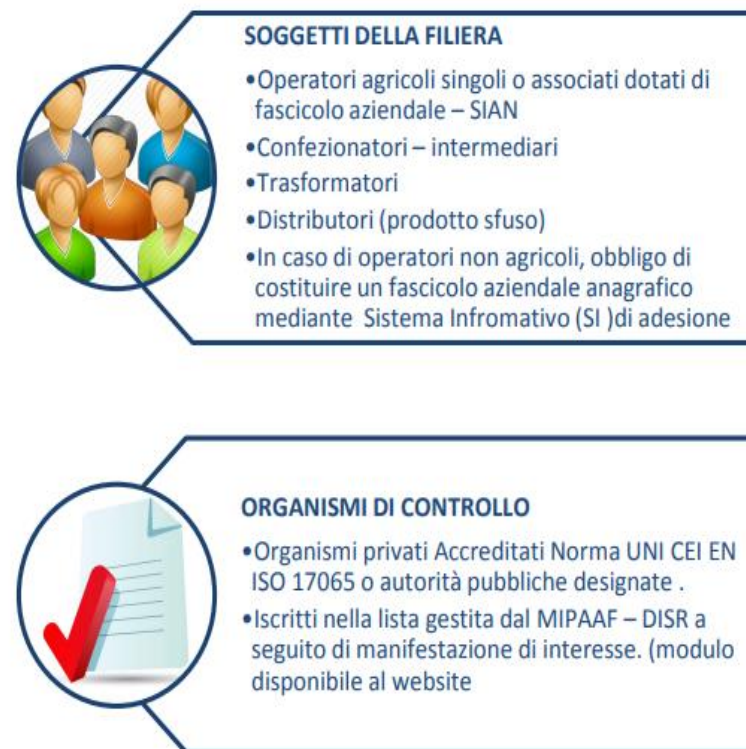 SOGGETTI DELLA FILIERA
•Operatori agricoli singoli o associati dotati di
fascicolo aziendale – SIAN
•Confezionatori – intermediari
•Trasformatori
•Distributori (prodotto sfuso)
•In caso di operatori non agricoli, obbligo di
costituire un fascicolo aziendale anagrafico
mediante Sistema Infromativo (SI )di adesione
ORGANISMI DI CONTROLLO
•Organismi privati Accreditati Norma UNI CEI EN
ISO 17065 o autorità pubbliche designate .
•Iscritti nella lista gestita dal MIPAAF – DISR a
seguito di manifestazione di interesse. (modulo
disponibile al website